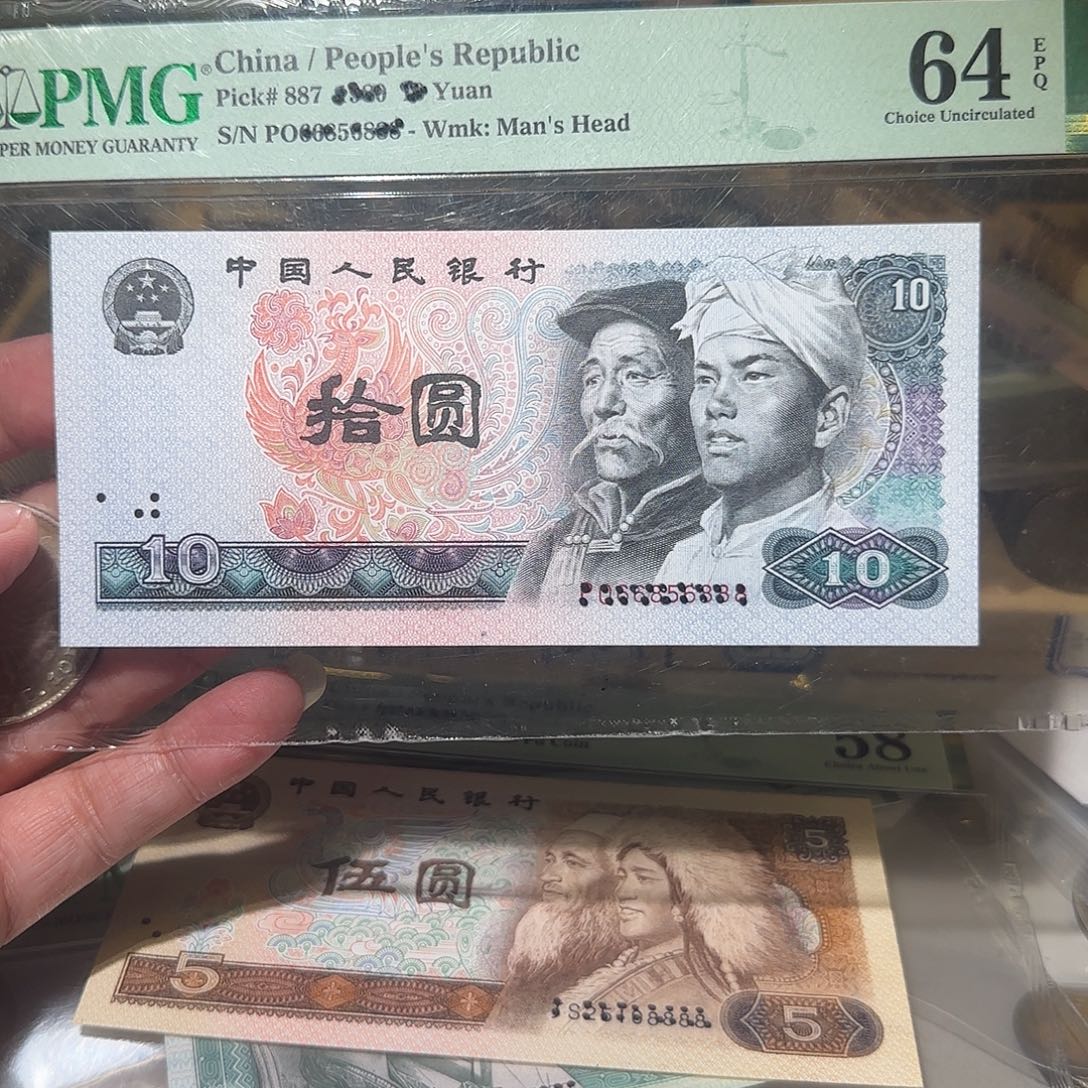 PMG
®
PER MONEY GUARANTY
China / People's Republic
Pick# 887 Yuan
S/N PO - Wmk: Man's Head
64
EPQ
Choice Uncirculated
中国人民银行
10
拾圆
10
10
58
中国人民银行
5
伍圆
5
5